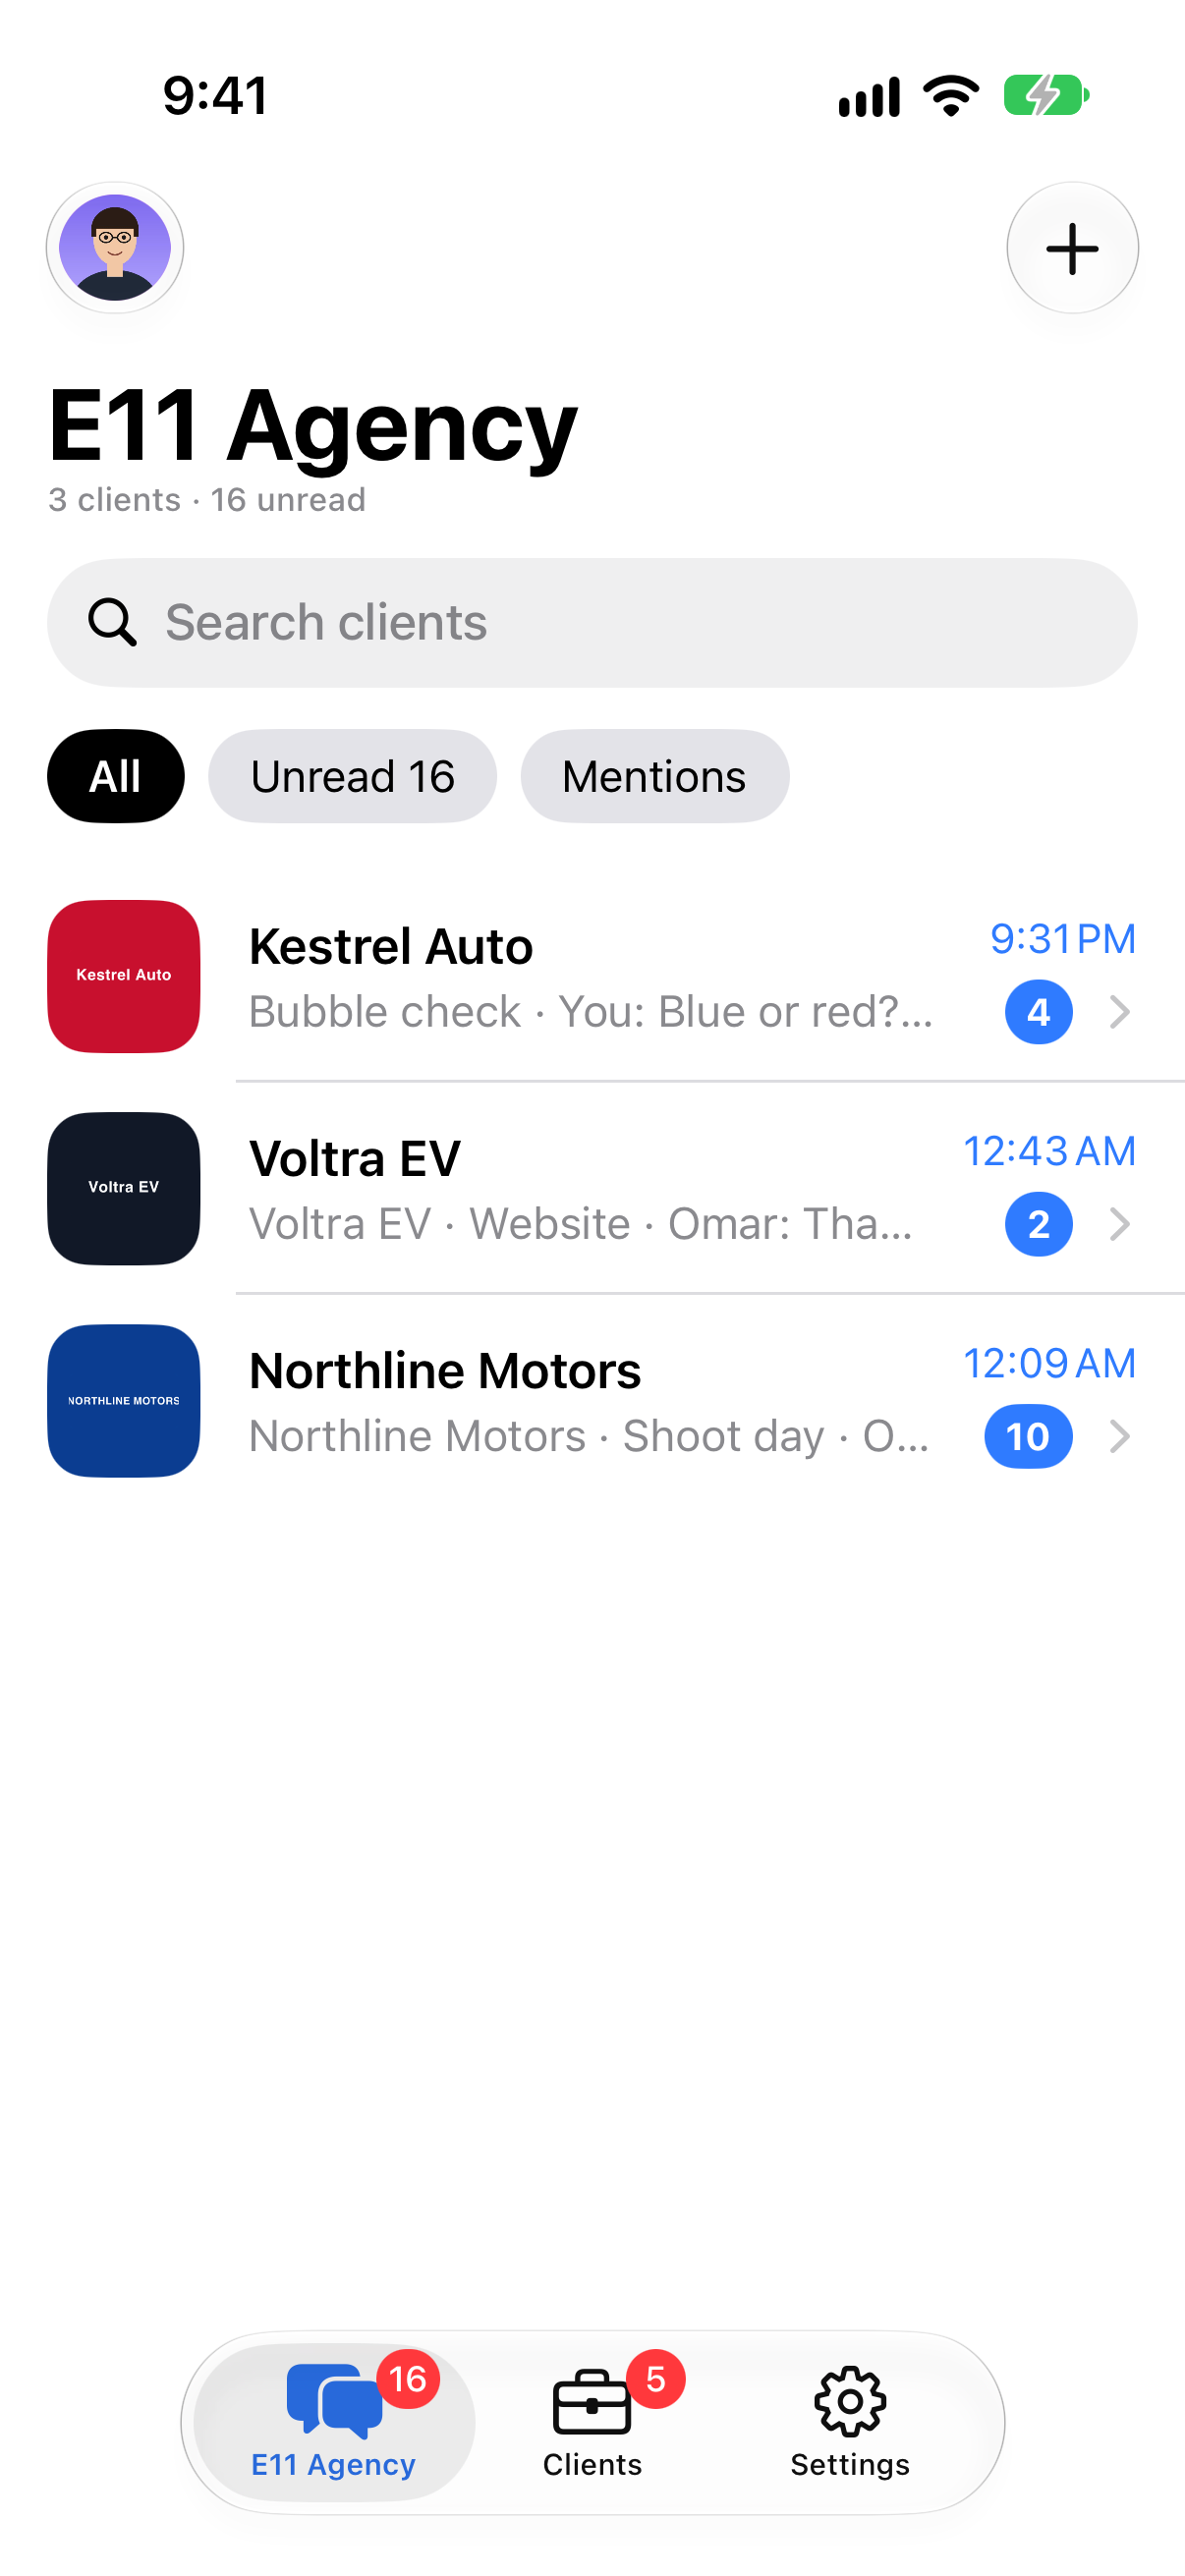 9:41
E11 Agency
3 clients · 16 unread
Search clients
All
Unread 16
Mentions
Kestrel Auto
Kestrel Auto
9:31 PM
Bubble check · You: Blue or red?...
4
Voltra EV
Voltra EV
12:43 AM
Voltra EV · Website · Omar: Tha...
2
NORTHLINE MOTORS
Northline Motors
12:09 AM
Northline Motors · Shoot day · O...
10
16
5
E11 Agency
Clients
Settings